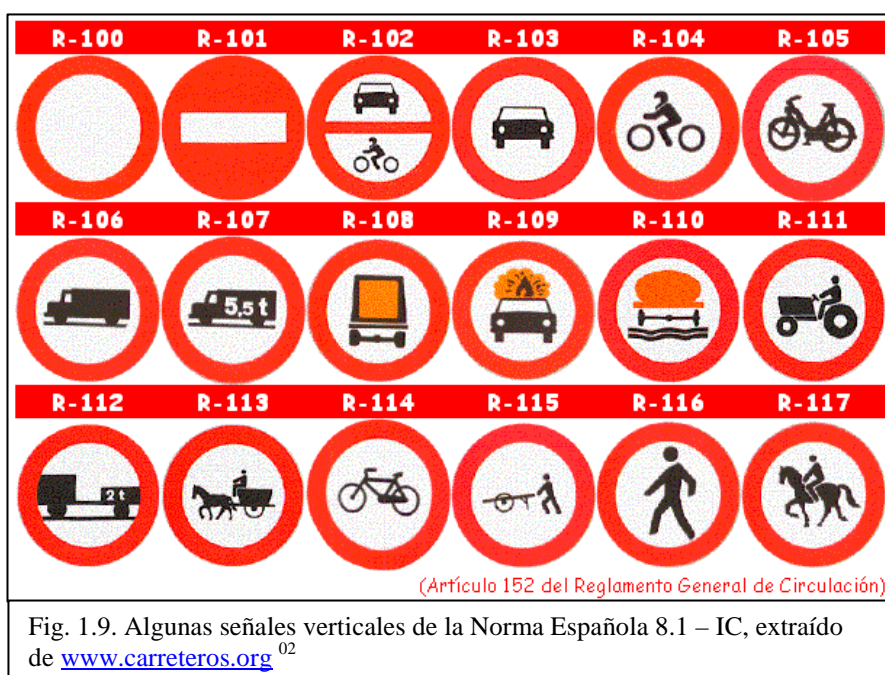 R-100 R-101 R-102 R-103 R-104 R-105
R-106 R-107 R-108 R-109 R-110 R-111
5,5 t
R-112 R-113 R-114 R-115 R-116 R-117
2 t
(Artículo 152 del Reglamento General de Circulación)
Fig. 1.9. Algunas señales verticales de la Norma Española 8.1 – IC, extraído
de www.carreteros.org 02